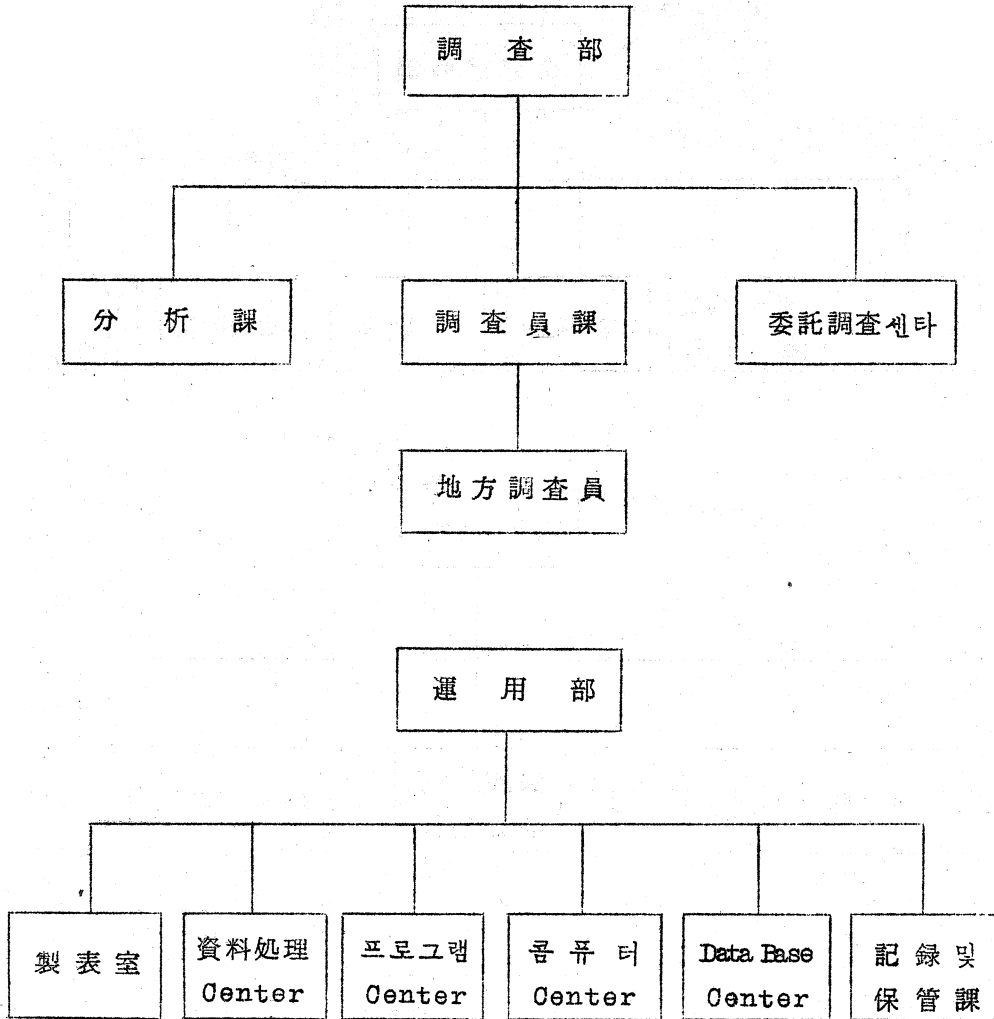 調査部
分析課
調査員課
委託調査센타
地方調査員
運用部
製表室
資料処理
Center
프로그램
Center
콤퓨터
Center
Data Base
Center
記録및
保管課